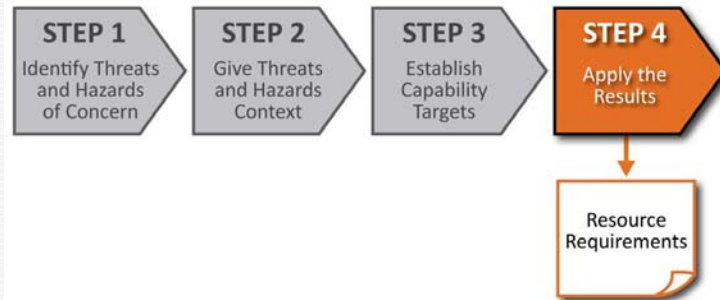 STEP 1
Identify Threats
and Hazards
of Concern
STEP 2
Give Threats
and Hazards
Context
STEP 3
Establish
Capability
Targets
STEP 4
Apply the
Results
Resource
Requirements